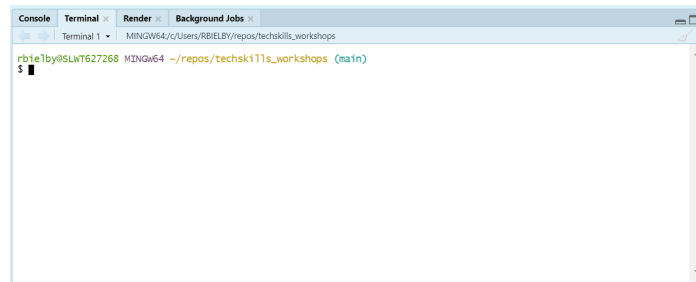 Console Terminal × Render × Background Jobs ×
Terminal 1 MINGW64:/c/Users/RBIELBY/repos/techskills_workshops
rbielby@SLWT627268 MINGW64 ~/repos/techskills_workshops (main)
$